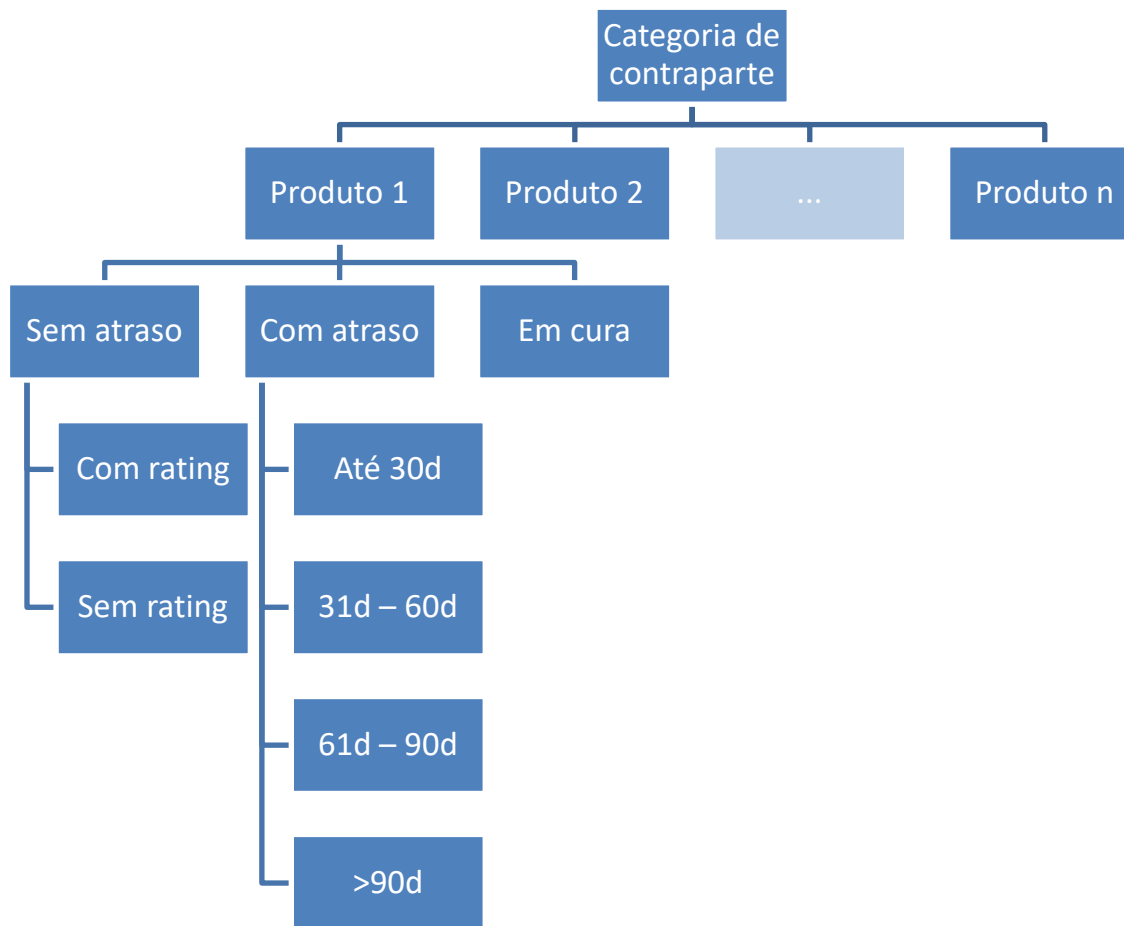 Categoria de
contraparte
Produto 1
Produto 2
...
Produto n
Sem atraso
Com atraso
Em cura
Com rating
Até 30d
Sem rating
31d – 60d
61d – 90d
>90d